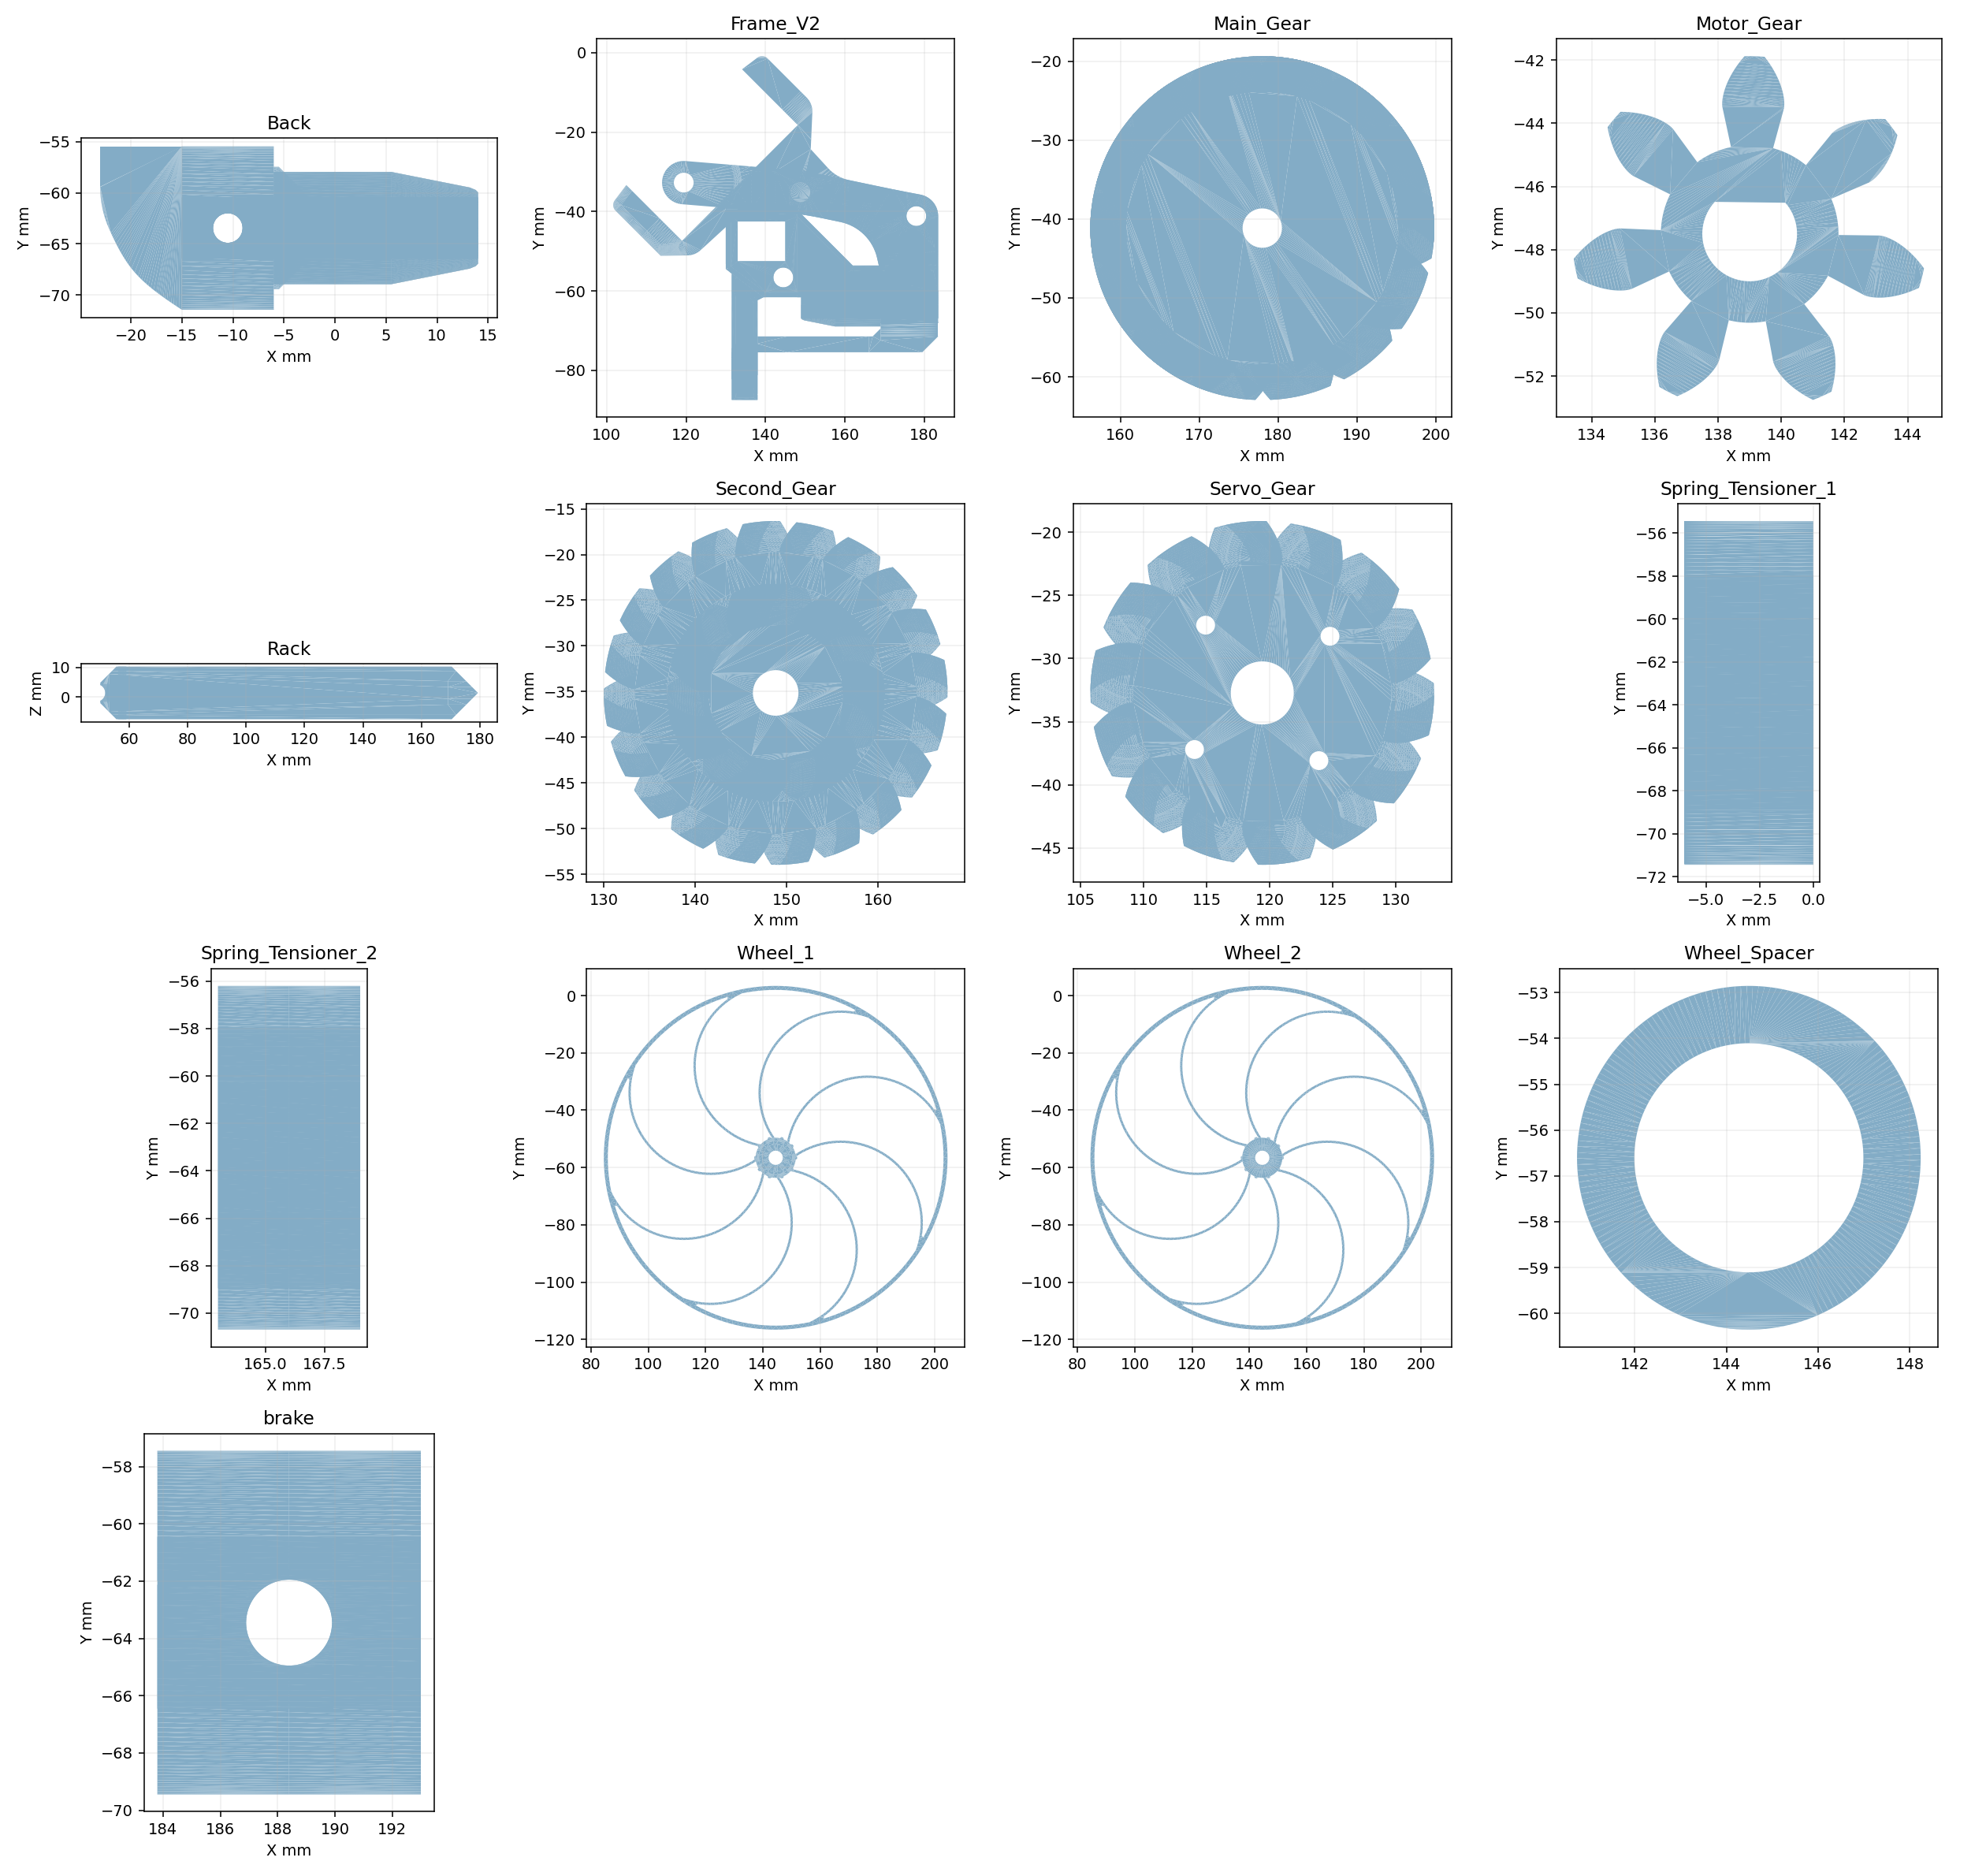 Back
Y mm
−55
−60
−65
−70
−20 −15 −10 −5 0 5 10 15
X mm
Frame_V2
Y mm
0
−20
−40
−60
−80
100 120 140 160 180
X mm
Main_Gear
Y mm
−20
−30
−40
−50
−60
160 170 180 190 200
X mm
Motor_Gear
Y mm
−42
−44
−46
−48
−50
−52
134 136 138 140 142 144
X mm
Rack
Z mm
10
0
60 80 100 120 140 160 180
X mm
Second_Gear
Y mm
−15
−20
−25
−30
−35
−40
−45
−50
−55
130 140 150 160
X mm
Servo_Gear
Y mm
−20
−25
−30
−35
−40
−45
105 110 115 120 125 130
X mm
Spring_Tensioner_1
Y mm
−56
−58
−60
−62
−64
−66
−68
−70
−72
−5.0 −2.5 0.0
X mm
Spring_Tensioner_2
Y mm
−56
−58
−60
−62
−64
−66
−68
−70
165.0 167.5
X mm
Wheel_1
Y mm
0
−20
−40
−60
−80
−100
−120
80 100 120 140 160 180 200
X mm
Wheel_2
Y mm
0
−20
−40
−60
−80
−100
−120
80 100 120 140 160 180 200
X mm
Wheel_Spacer
Y mm
−53
−54
−55
−56
−57
−58
−59
−60
142 144 146 148
X mm
brake
Y mm
−58
−60
−62
−64
−66
−68
−70
184 186 188 190 192
X mm